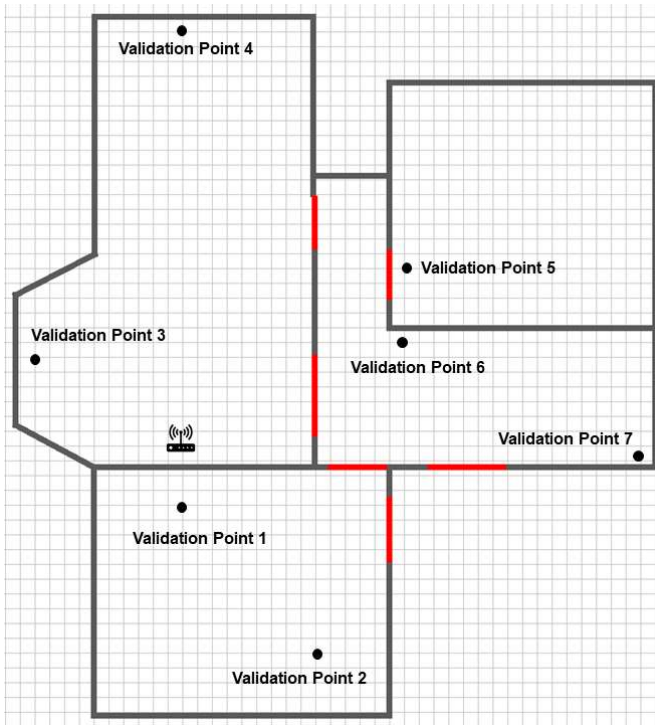 Validation Point 4
Validation Point 5
Validation Point 3
Validation Point 6
Validation Point 7
Validation Point 1
Validation Point 2